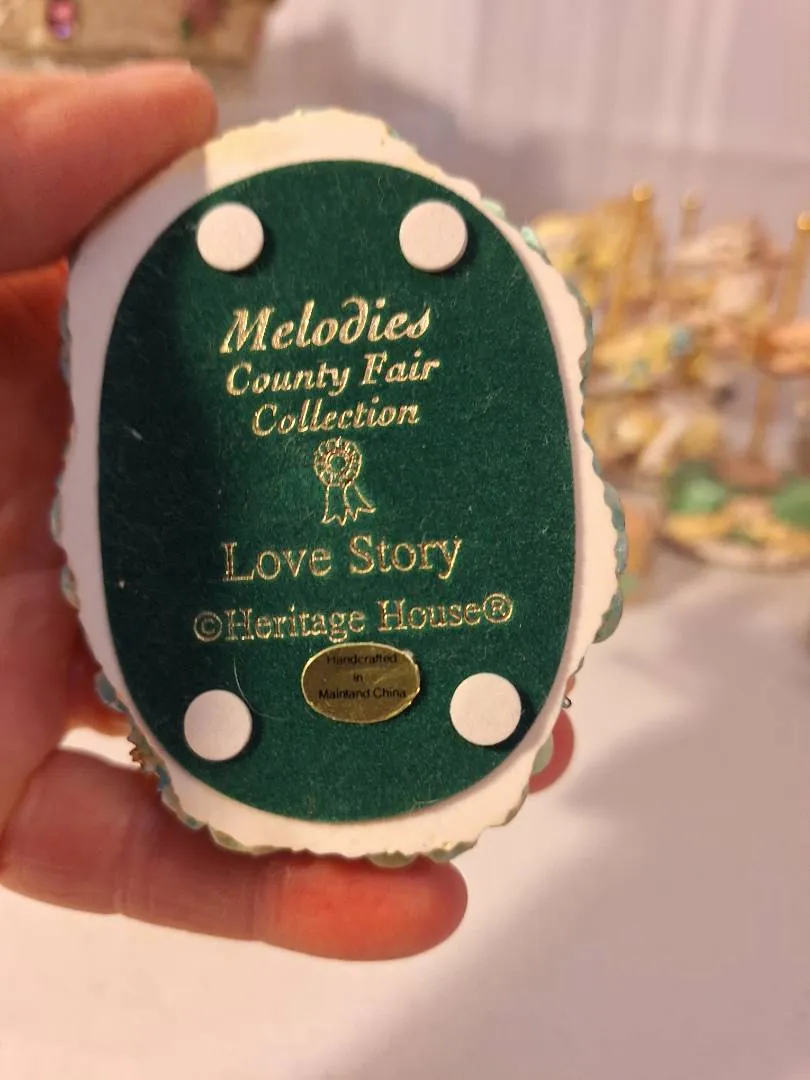 Melodies
County Fair
Collection
Love Story
©Heritage House®
Handcrafted
in
Mainland China